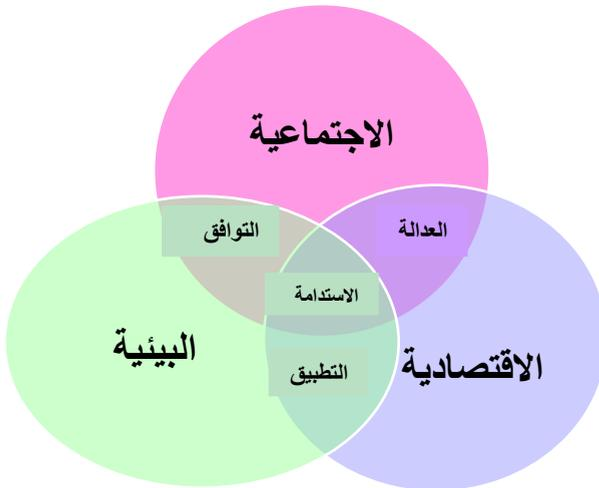 الاجتماعية
العدالة
التوافق
الاستدامة
البيئية
الاقتصادية
التطبيق